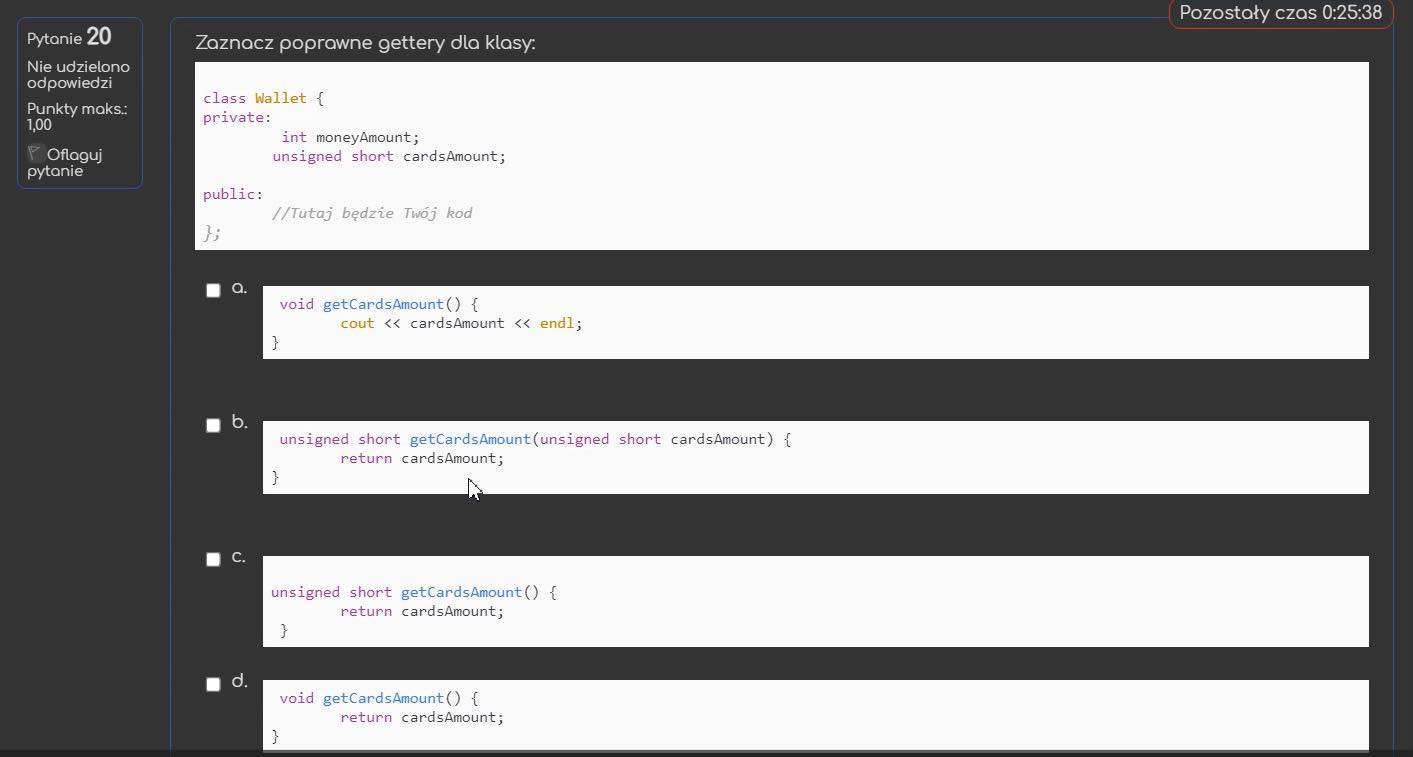 Pozostały czas 0:25:38
Pytanie 20
Nie udzielono
odpowiedzi
Punkty maks.:
1,00
Oflaguj
pytanie
Zaznacz poprawne gettery dla klasy:
class Wallet {
private:
int moneyAmount;
unsigned short cardsAmount;
public:
//Tutaj będzie Twój kod
};
a.
void getCardsAmount() {
cout << cardsAmount << endl;
}
b.
unsigned short getCardsAmount(unsigned short cardsAmount) {
return cardsAmount;
}
c.
unsigned short getCardsAmount() {
return cardsAmount;
}
d.
void getCardsAmount() {
return cardsAmount;
}